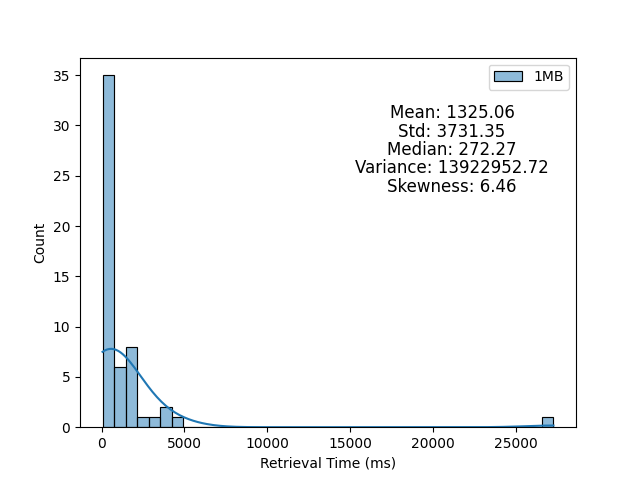 1MB
Mean: 1325.06
Std: 3731.35
Median: 272.27
Variance: 13922952.72
Skewness: 6.46
35
30
25
20
15
10
5
0
Count
0 5000 10000 15000 20000 25000
Retrieval Time (ms)